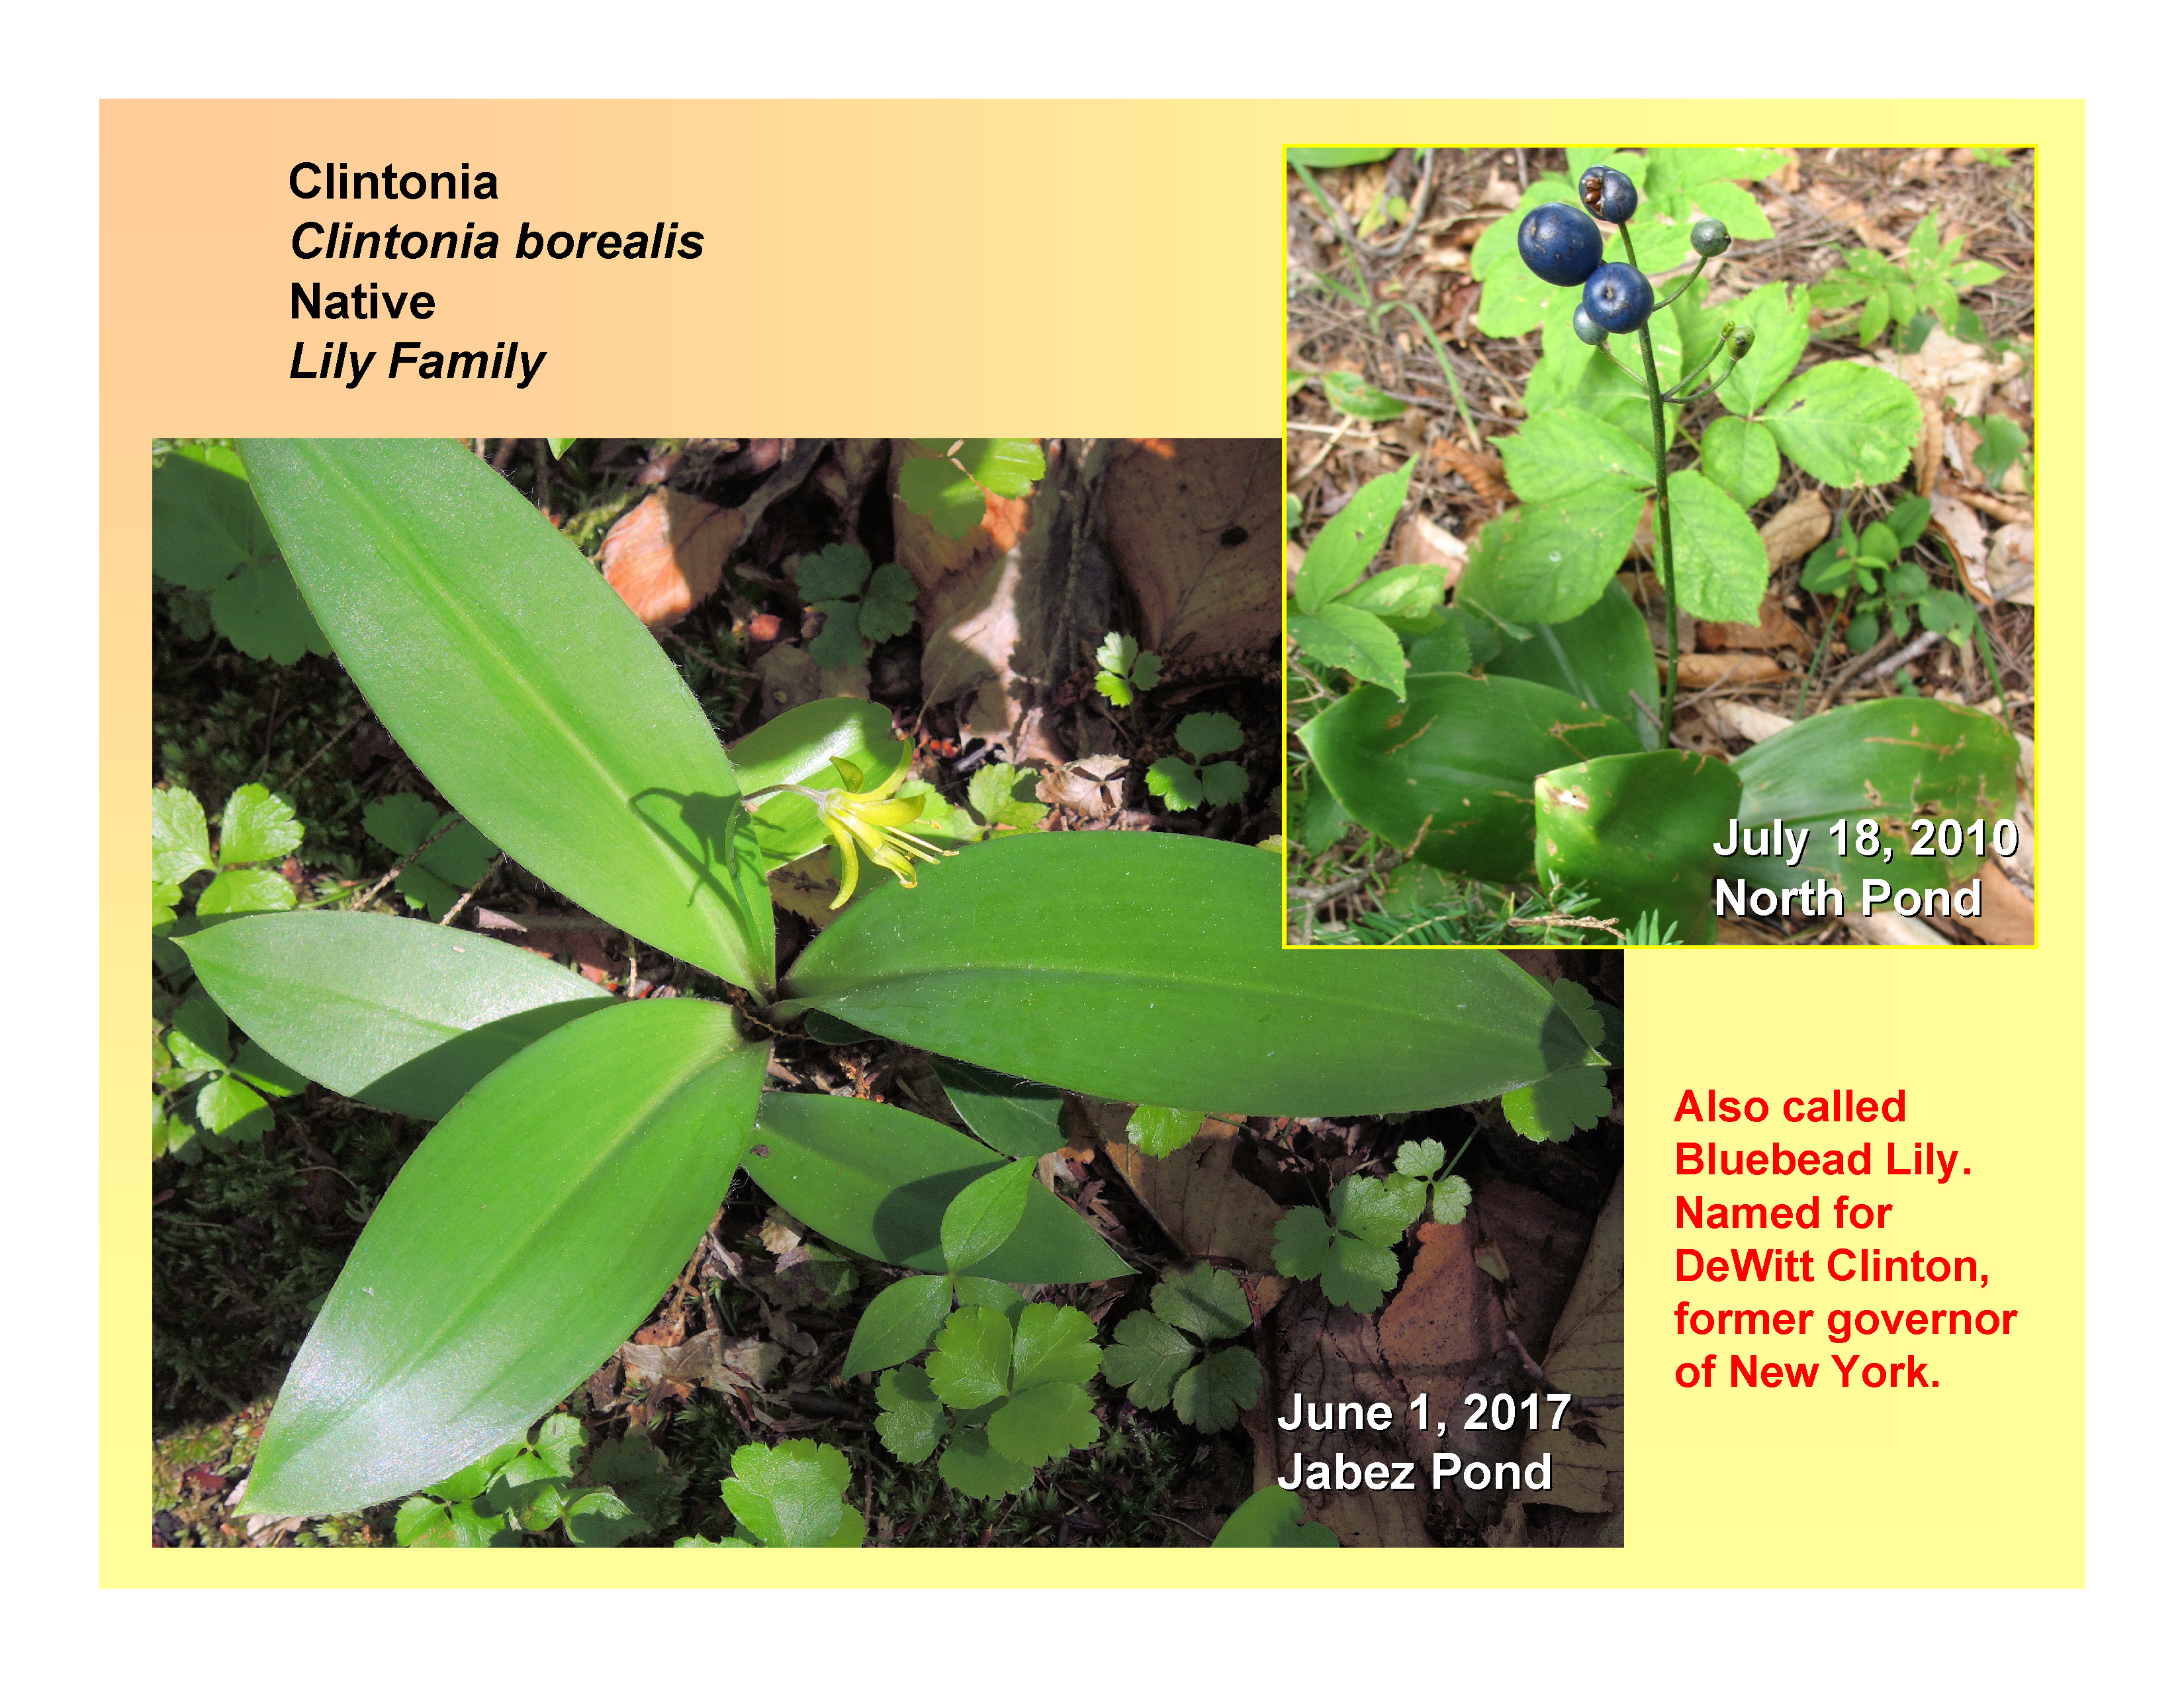 Clintonia
Clintonia borealis
Native
Lily Family
July 18, 2010
North Pond
Also called
Bluebead Lily.
Named for
DeWitt Clinton,
former governor
of New York.
June 1, 2017
Jabez Pond